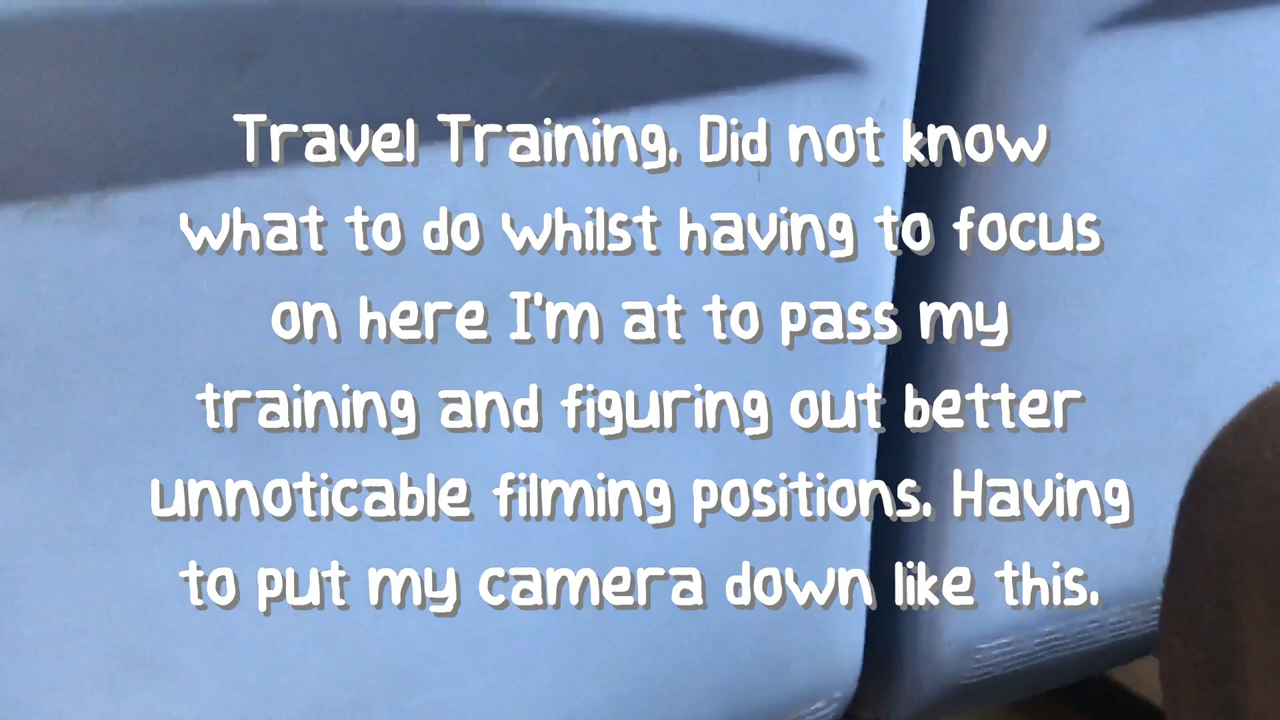 Travel Training. Did not know
what to do whilst having to focus
on here I'm at to pass my
training and figuring out better
unnoticable filming positions. Having
to put my camera down like this.